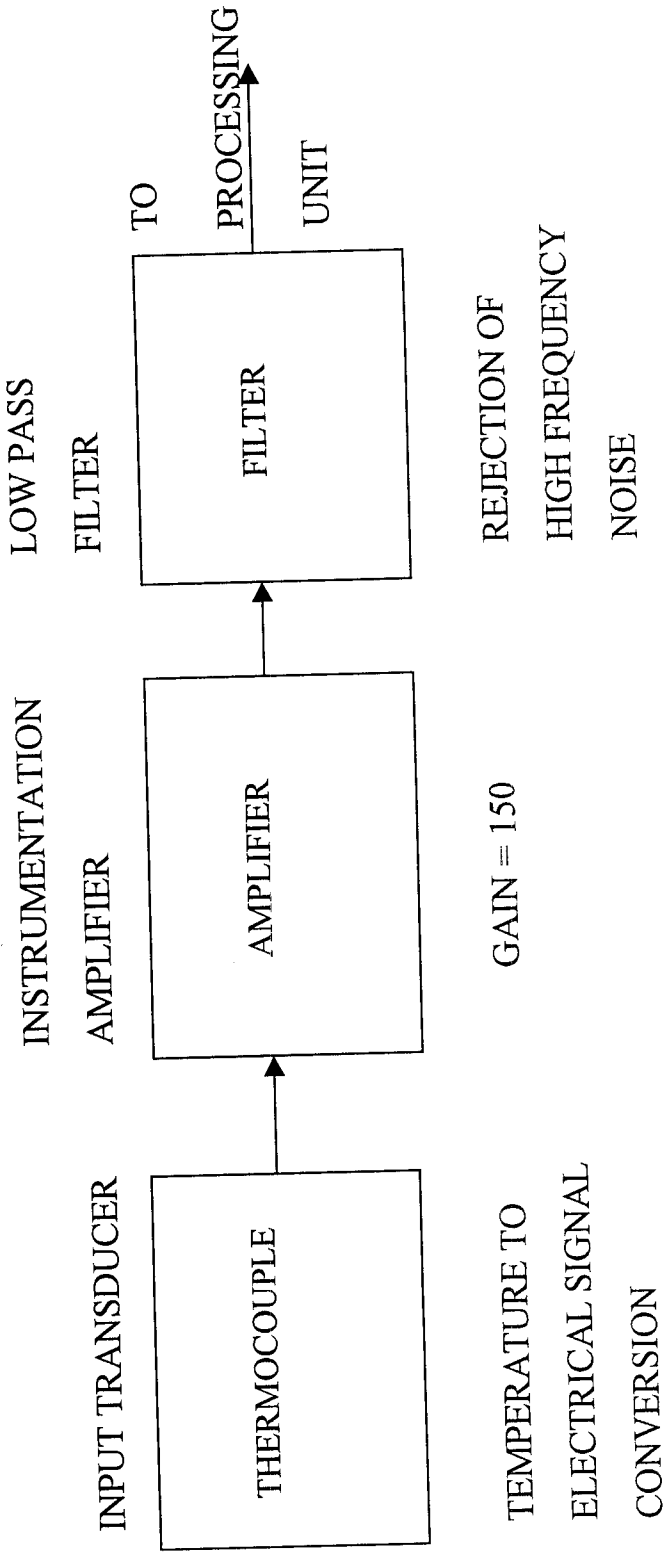 INPUT TRANSDUCER
THERMOCOUPLE
TEMPERATURE TO
ELECTRICAL SIGNAL
CONVERSION
INSTRUMENTATION
AMPLIFIER
AMPLIFIER
GAIN = 150
LOW PASS
FILTER
FILTER
REJECTION OF
HIGH FREQUENCY
NOISE
TO
PROCESSING
UNIT